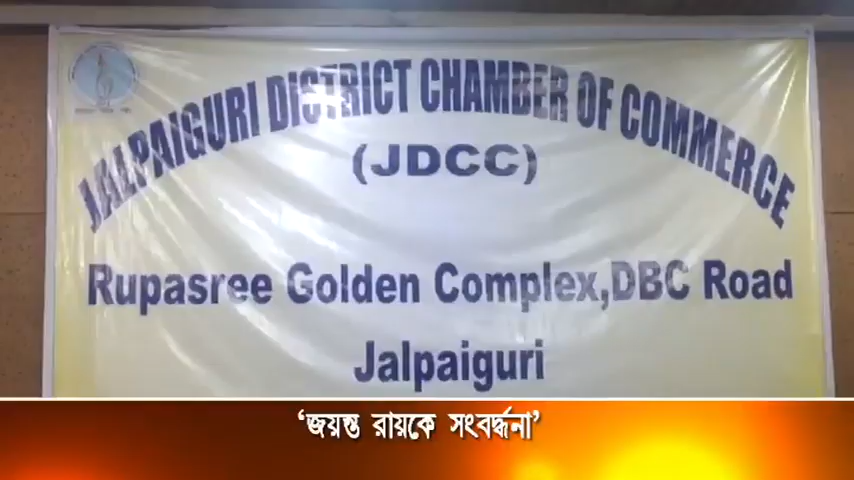 JALPAIGURI DISTRICT CHAMBER OF COMMERCE
(JDCC)
Rupasree Golden Complex,DBC Road
Jalpaiguri
‘জয়ন্ত রায়কে সংবর্দ্ধনা’